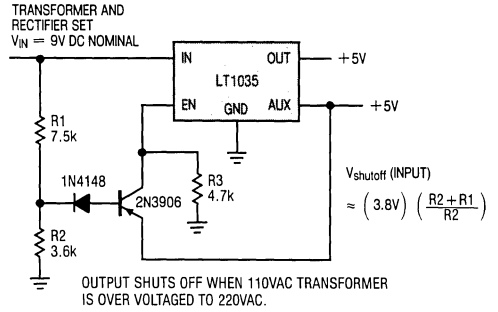 TRANSFORMER AND
RECTIFIER SET
VIN = 9V DC NOMINAL
IN
OUT
+5V
LT1035
EN
GND
AUX
+5V
R1
7.5k
1N4148
2N3906
R3
4.7k
R2
3.6k
Vshutoff (INPUT)
≈ (3.8V) (R2+R1
R2)
OUTPUT SHUTS OFF WHEN 110VAC TRANSFORMER
IS OVER VOLTAGED TO 220VAC.